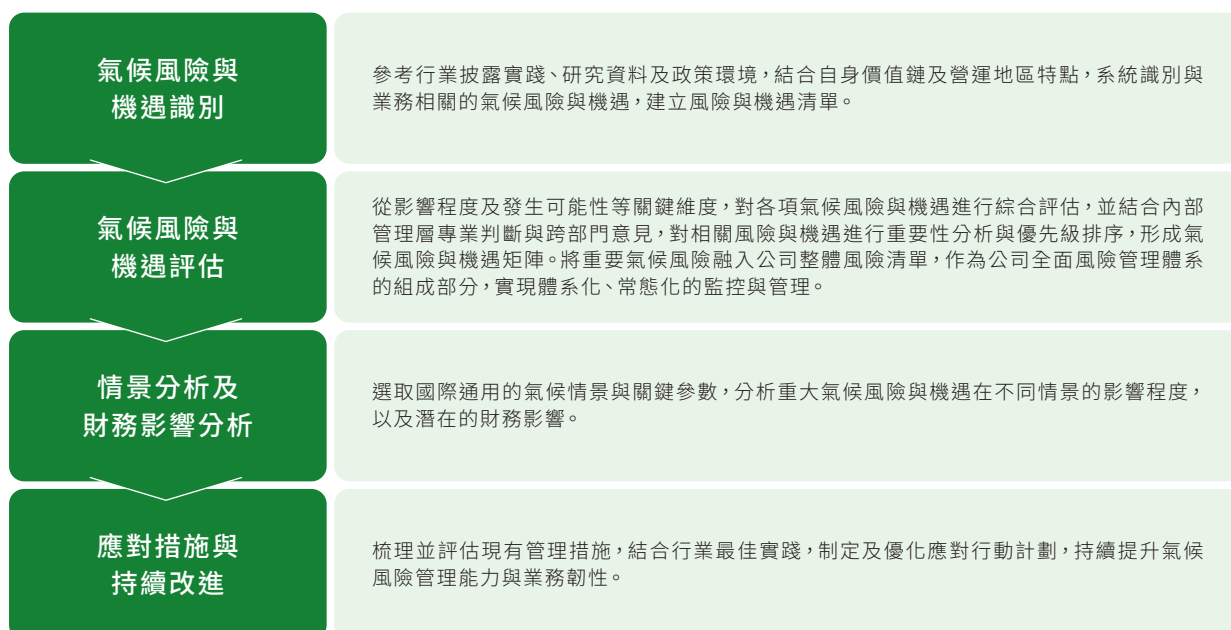 氣候風險與
機遇識別
參考行業披露實踐、研究資料及政策環境，結合自身價值鏈及營運地區特點，系統識別與
業務相關的氣候風險與機遇，建立風險與機遇清單。
氣候風險與
機遇評估
從影響程度及發生可能性等關鍵維度，對各項氣候風險與機遇進行綜合評估，並結合內部
管理層專業判斷與跨部門意見，對相關風險與機遇進行重要性分析與優先級排序，形成氣
候風險與機遇矩陣。將重要氣候風險融入公司整體風險清單，作為公司全面風險管理體系
的組成部分，實現體系化、常態化的監控與管理。
情景分析及
財務影響分析
選取國際通用的氣候情景與關鍵參數，分析重大氣候風險與機遇在不同情景的影響程度，
以及潛在的財務影響。
應對措施與
持續改進
梳理並評估現有管理措施，結合行業最佳實踐，制定及優化應對行動計劃，持續提升氣候
風險管理能力與業務韌性。